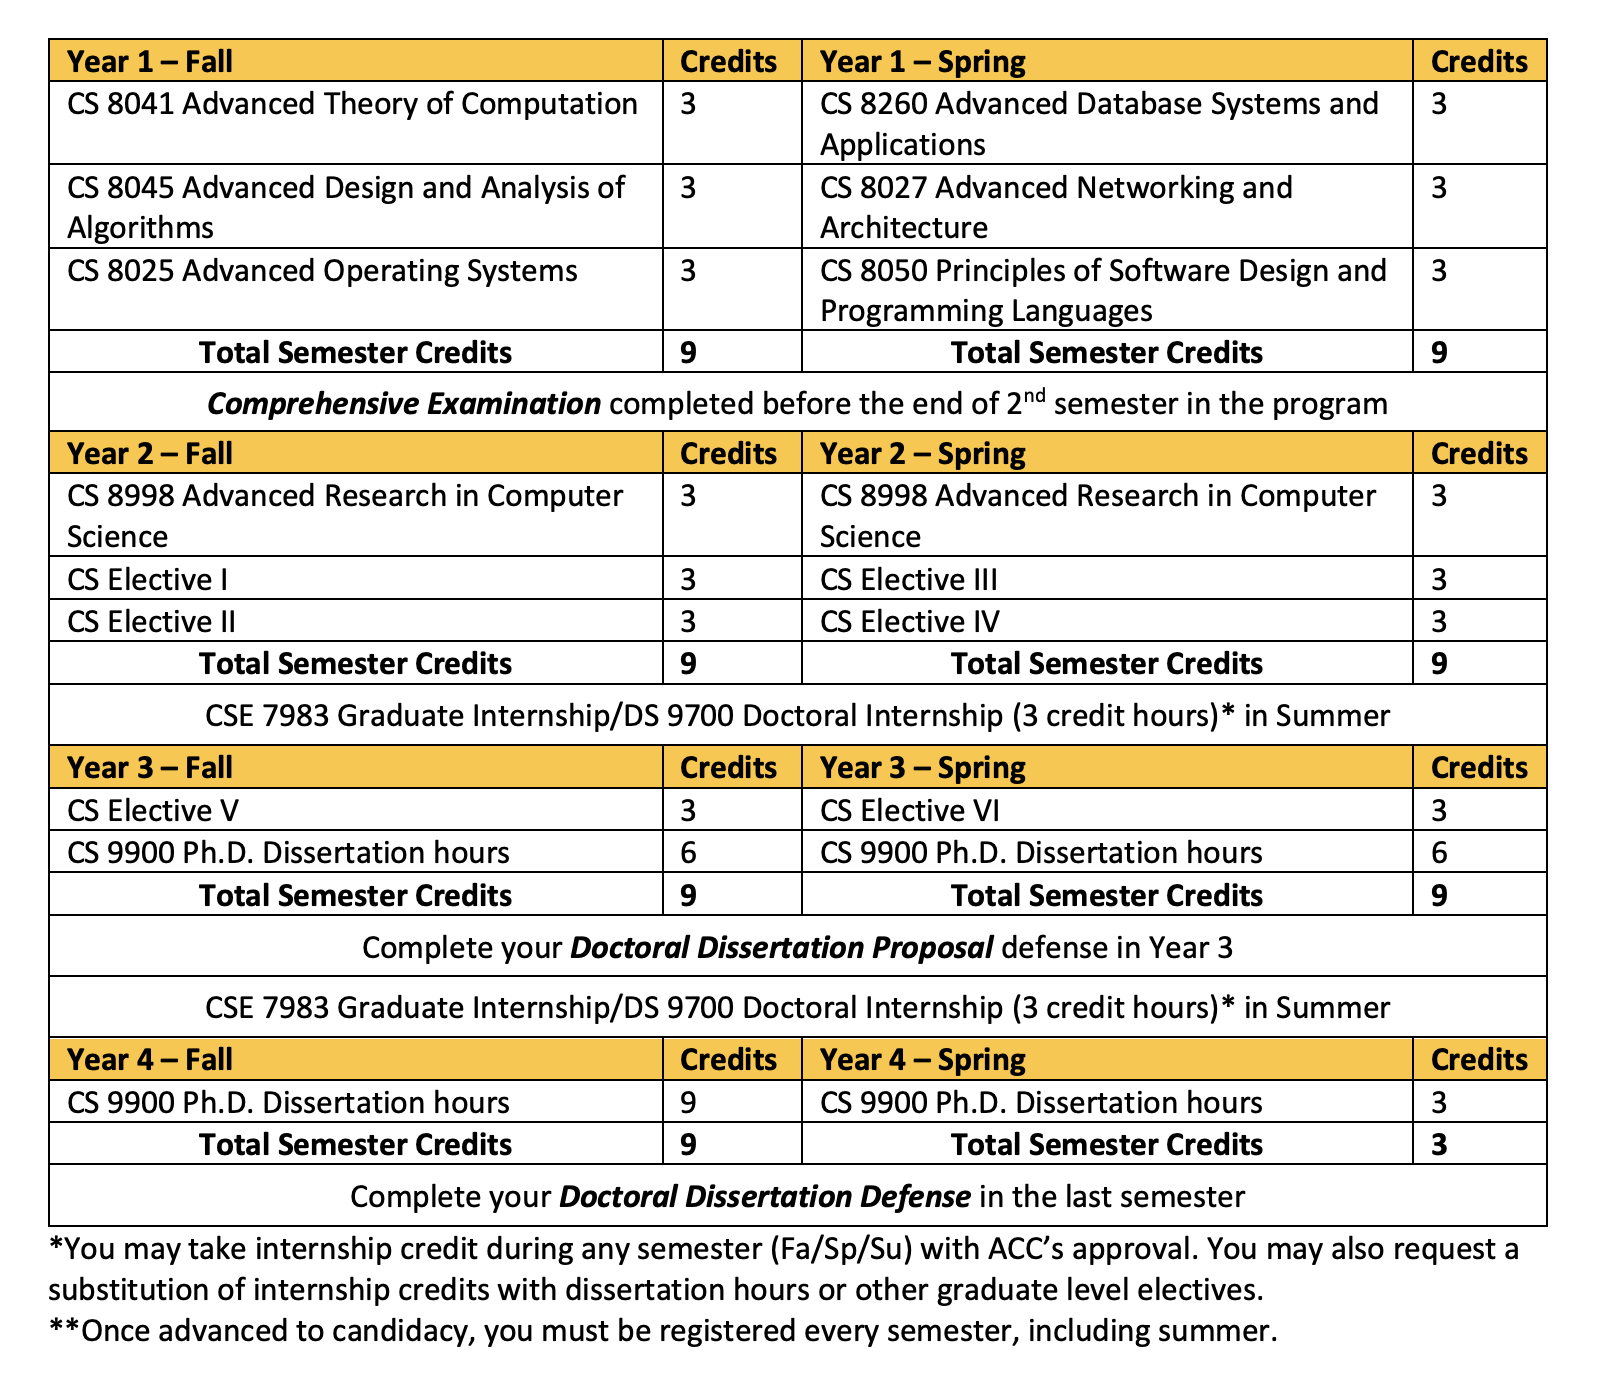 Year 1 – Fall Credits Year 1 – Spring Credits
CS 8041 Advanced Theory of Computation 3 CS 8260 Advanced Database Systems and 3
Applications
CS 8045 Advanced Design and Analysis of 3 CS 8027 Advanced Networking and 3
Algorithms Architecture
CS 8025 Advanced Operating Systems 3 CS 8050 Principles of Software Design and 3
Programming Languages
Total Semester Credits 9 Total Semester Credits 9
Comprehensive Examination completed before the end of 2nd semester in the program
Year 2 – Fall Credits Year 2 – Spring Credits
CS 8998 Advanced Research in Computer 3 CS 8998 Advanced Research in Computer 3
Science Science
CS Elective I 3 CS Elective III 3
CS Elective II 3 CS Elective IV 3
Total Semester Credits 9 Total Semester Credits 9
CSE 7983 Graduate Internship/DS 9700 Doctoral Internship (3 credit hours)* in Summer
Year 3 – Fall Credits Year 3 – Spring Credits
CS Elective V 3 CS Elective VI 3
CS 9900 Ph.D. Dissertation hours 6 CS 9900 Ph.D. Dissertation hours 6
Total Semester Credits 9 Total Semester Credits 9
Complete your Doctoral Dissertation Proposal defense in Year 3
CSE 7983 Graduate Internship/DS 9700 Doctoral Internship (3 credit hours)* in Summer
Year 4 – Fall Credits Year 4 – Spring Credits
CS 9900 Ph.D. Dissertation hours 9 CS 9900 Ph.D. Dissertation hours 3
Total Semester Credits 9 Total Semester Credits 3
Complete your Doctoral Dissertation Defense in the last semester
*You may take internship credit during any semester (Fa/Sp/Su) with ACC’s approval. You may also request a
substitution of internship credits with dissertation hours or other graduate level electives.
**Once advanced to candidacy, you must be registered every semester, including summer.